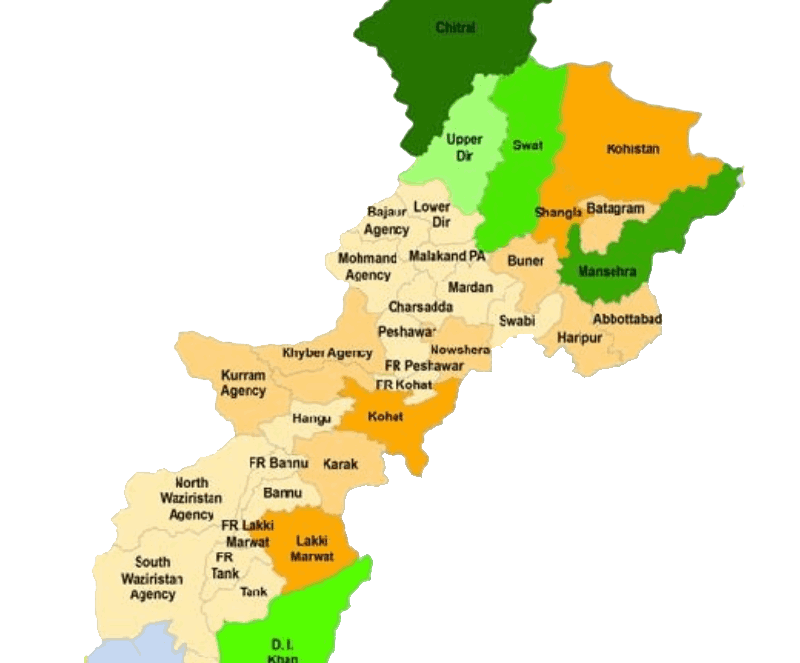 Chitral
Upper
Dir
Swat
Kohistan
Shangla
Batagram
Bajaur
Agency
Lower
Dir
Mohmand
Agency
Malakand PA
Buner
Mansehra
Mardan
Charsadda
Swabi
Abbottabad
Haripur
Peshawar
Khyber Agency
Nowshera
FR Peshawar
Kurram
Agency
FR Kohat
Hangu
Kohat
FR Bannu
Karak
North
Waziristan
Agency
Bannu
FR Lakki
Marwat
Lakki
Marwat
South
Waziristan
Agency
FR
Tank
Tank
D. I.
Khan